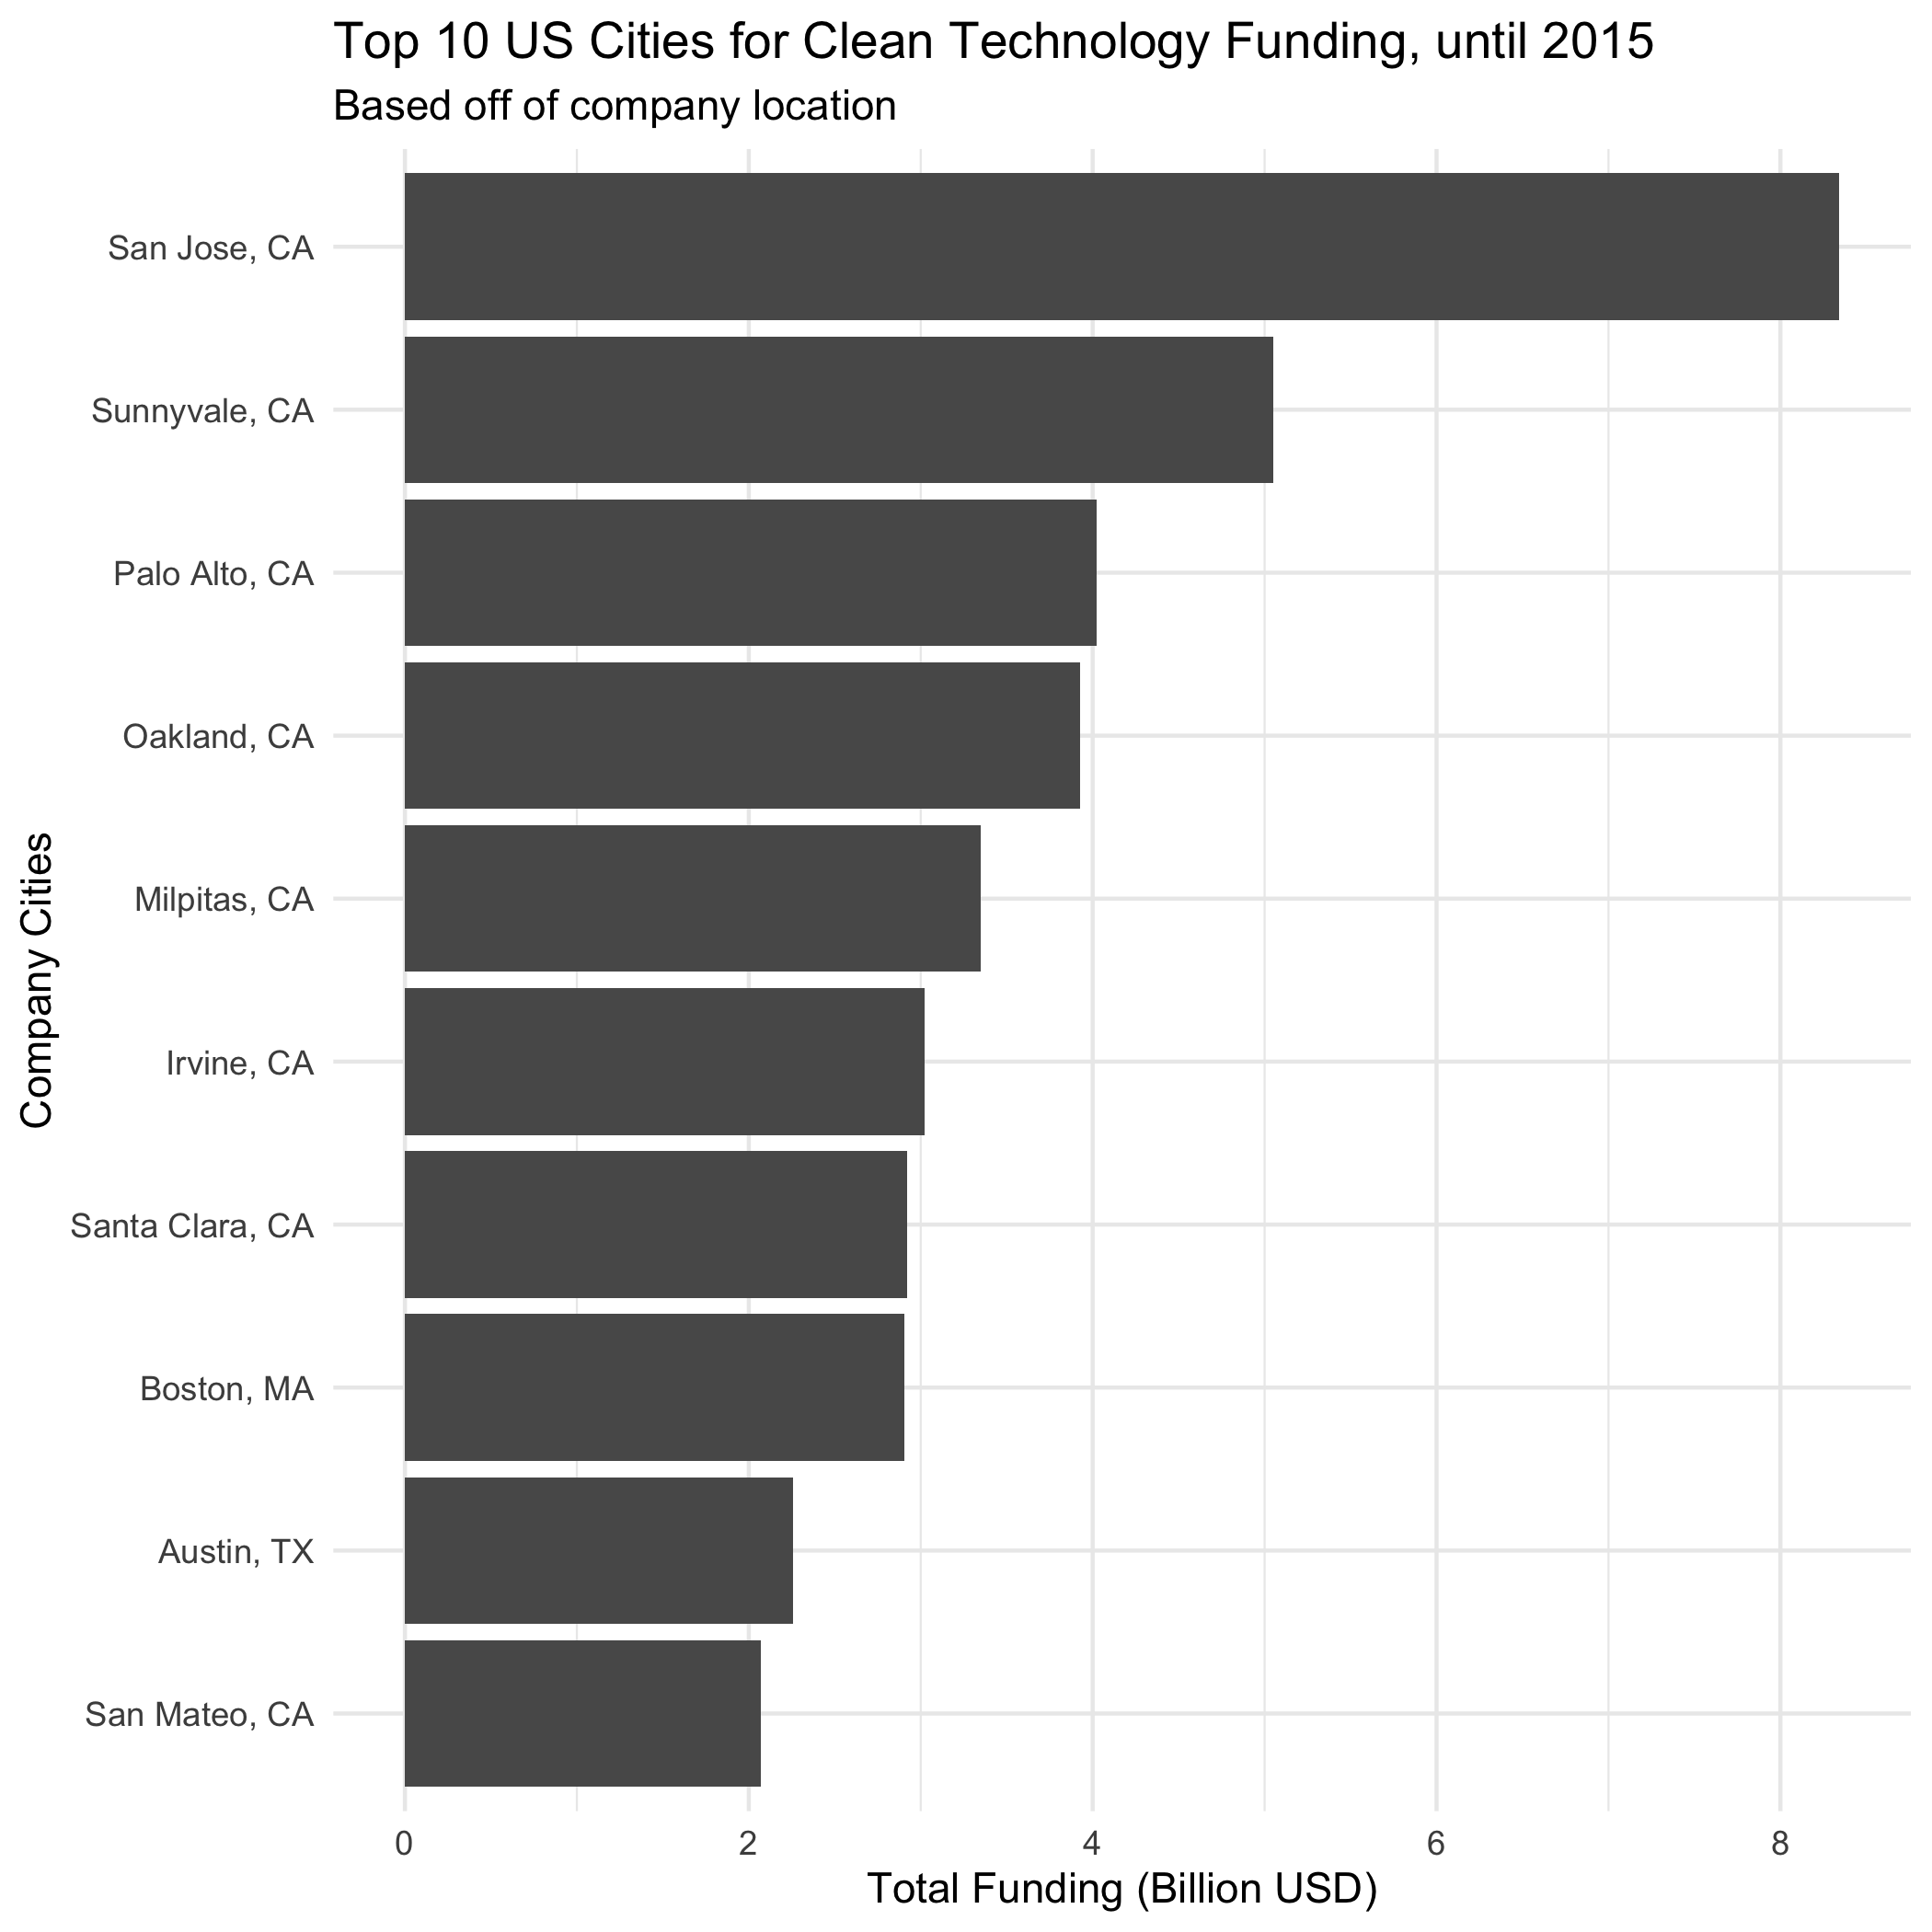 Top 10 US Cities for Clean Technology Funding, until 2015
Based off of company location
Company Cities
San Jose, CA
Sunnyvale, CA
Palo Alto, CA
Oakland, CA
Milpitas, CA
Irvine, CA
Santa Clara, CA
Boston, MA
Austin, TX
San Mateo, CA
0 2 4 6 8
Total Funding (Billion USD)